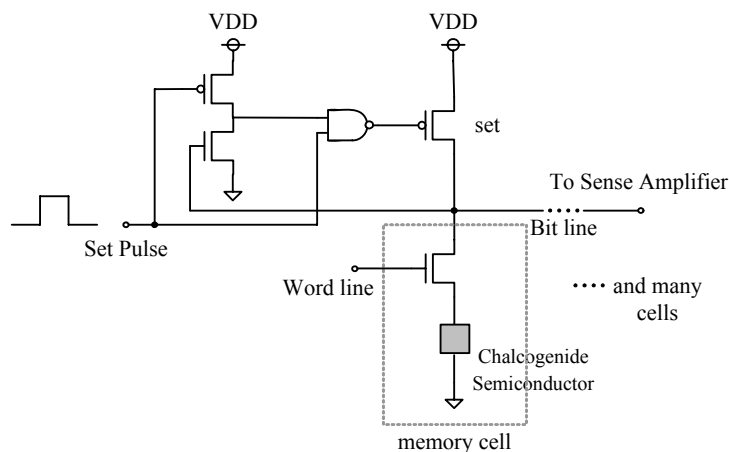 VDD
VDD
set
To Sense Amplifier
Set Pulse
Bit line
Word line
and many
cells
Chalcogenide
Semiconductor
memory cell